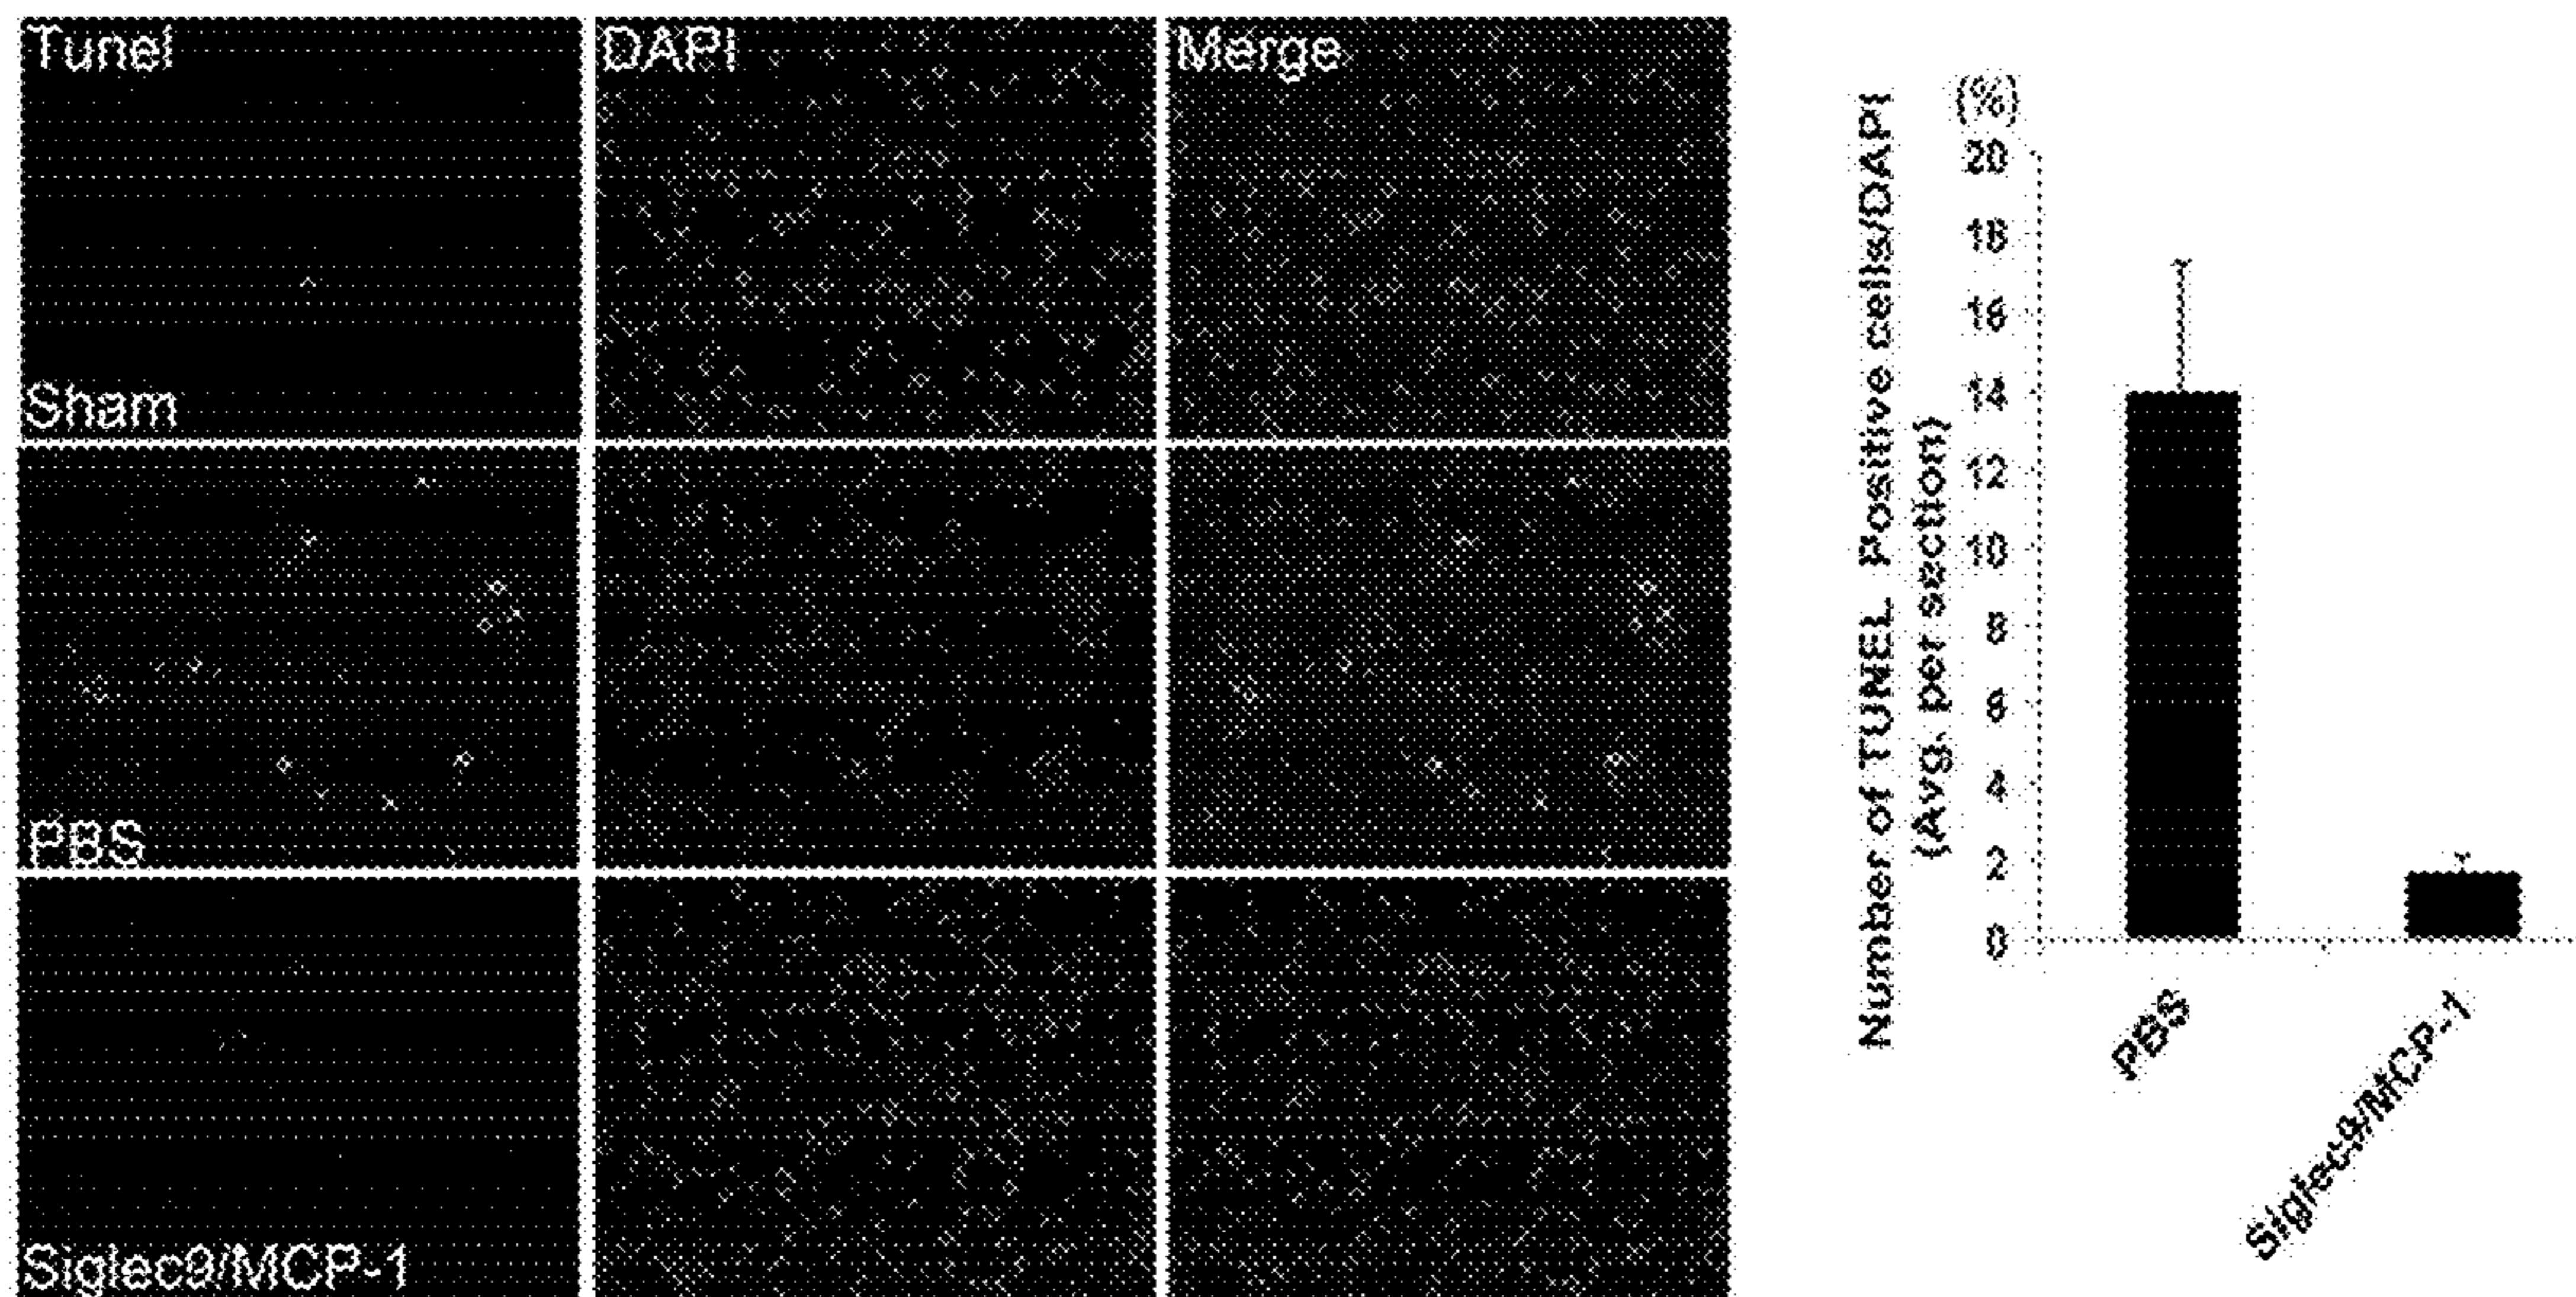 Tunel
DAPI
Merge
Sham
PBS
Siglec9/MCP-1
Number of TUNEL Positive cells/DAPI
(Avg. per section)
(%)
20
18
16
14
12
10
8
6
4
2
0
PBS
Siglec9/MCP-1